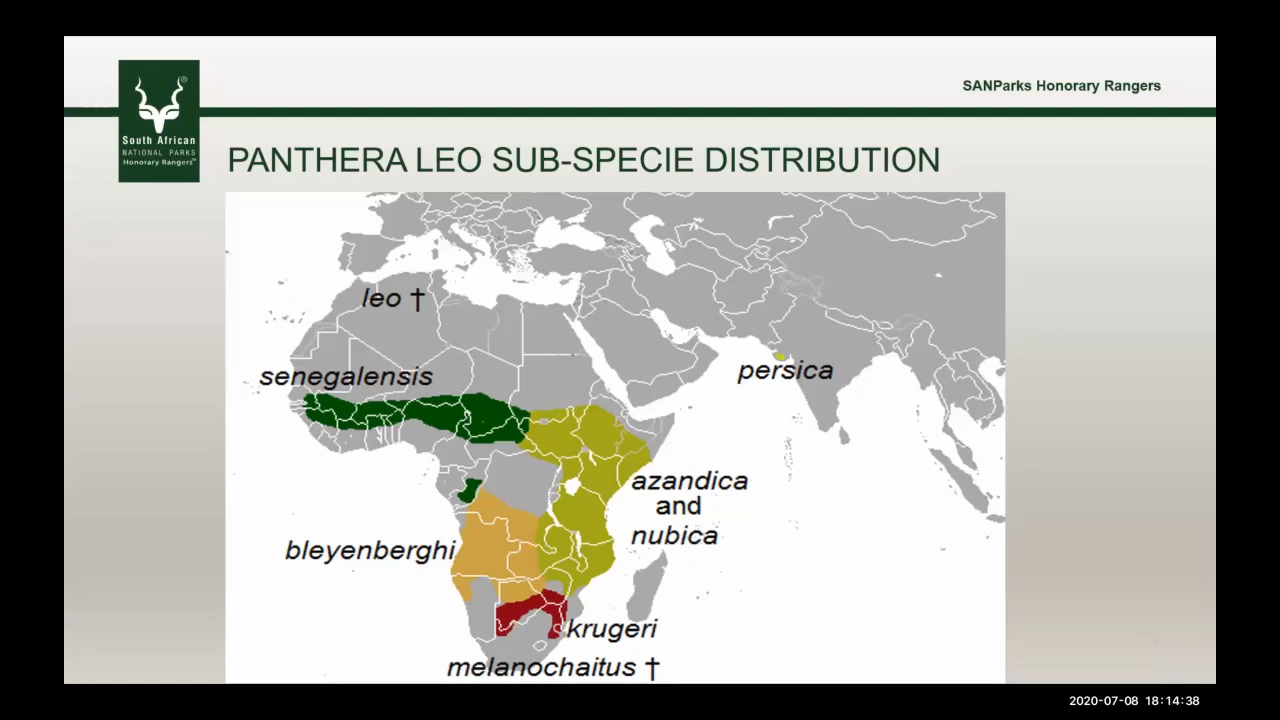 SANParks Honorary Rangers
South African
NATIONAL PARKS
Honorary Rangers™
PANTHERA LEO SUB-SPECIE DISTRIBUTION
leo †
senegalensis
persica
azandica
and
nubica
bleyenberghi
krugeri
melanochaitus †
2020-07-08 18:14:38